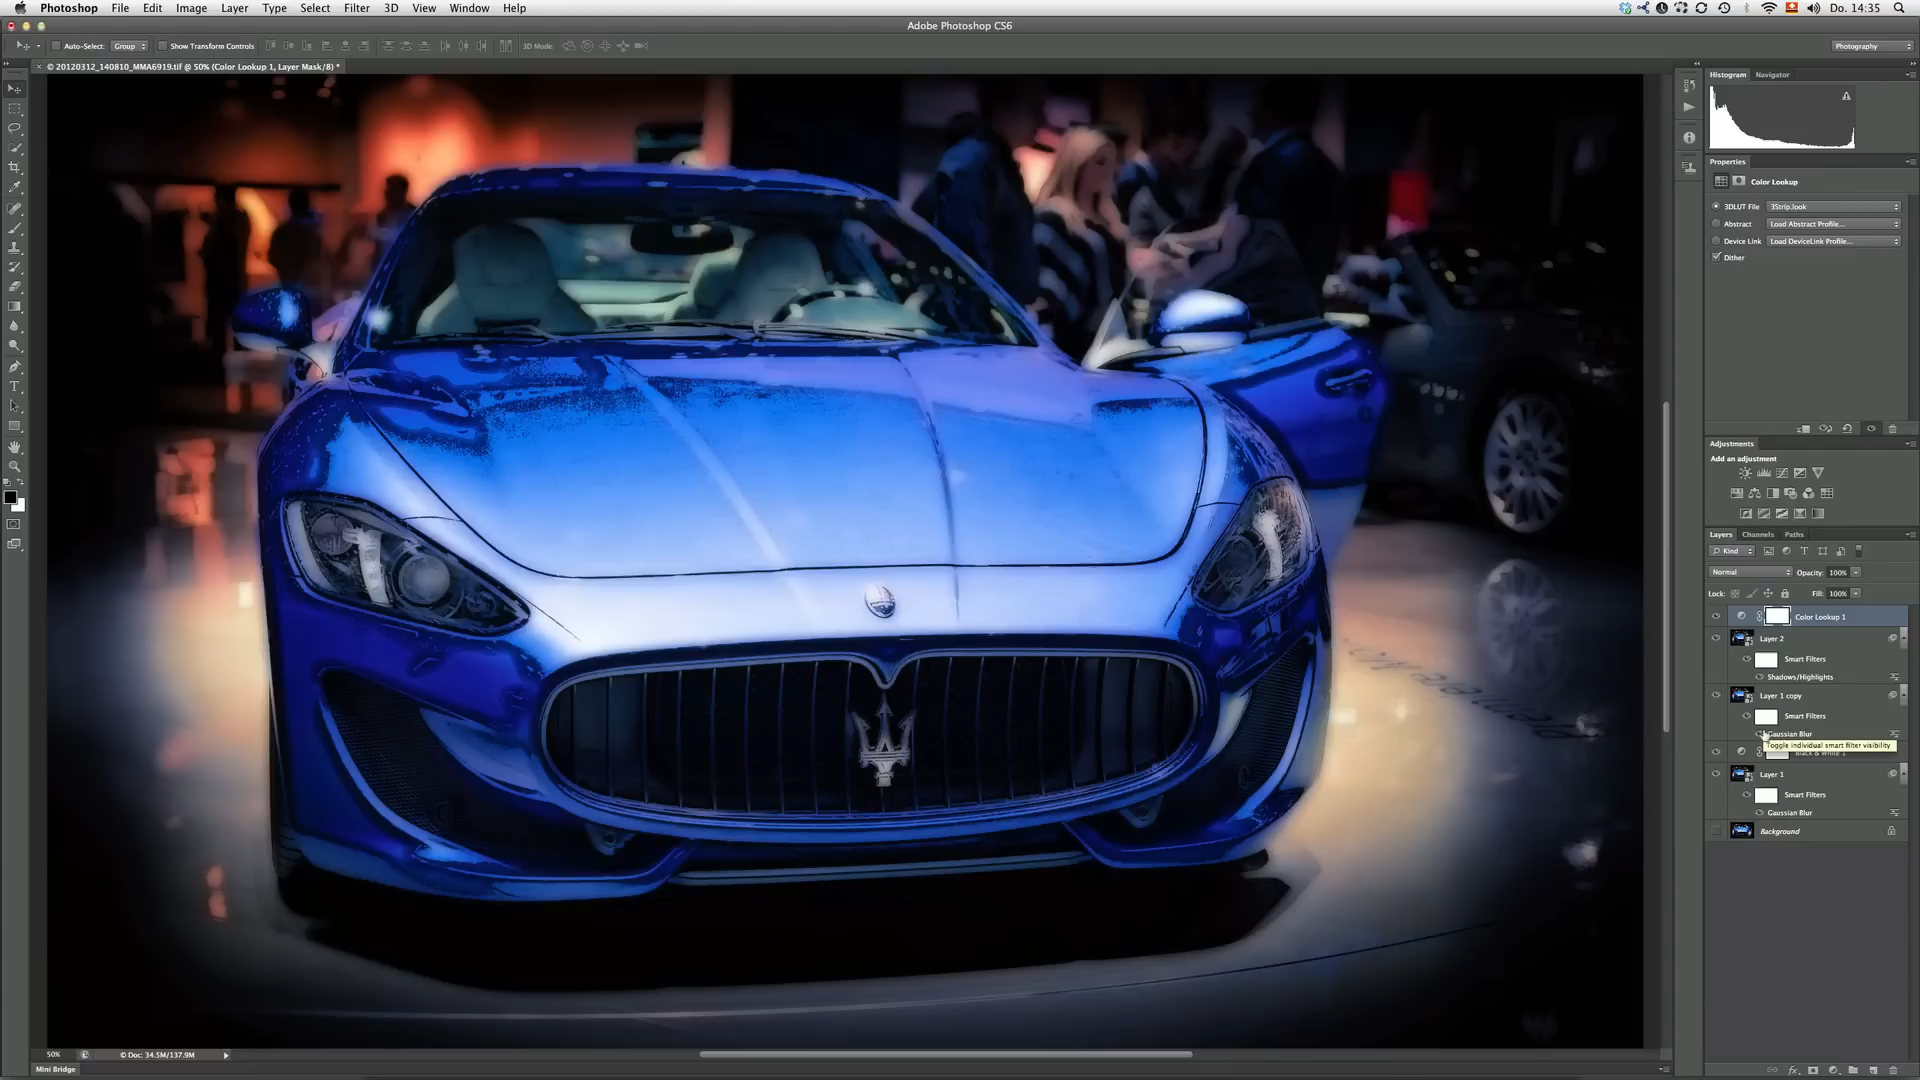 Photoshop File Edit Image Layer Type Select Filter 3D View Window Help
Do. 14:35
Adobe Photoshop CS6
Auto-Select: Group Show Transform Controls 3D Mode: Photography
× © 20120312_140810_MMA6919.tif @ 50% (Color Lookup 1, Layer Mask/8) *
Histogram Navigator
Properties
Color Lookup
3DLUT File 3Strip.look
Abstract Load Abstract Profile...
Device Link Load DeviceLink Profile...
Dither
Adjustments
Add an adjustment
Layers Channels Paths
Kind
Normal Opacity: 100%
Lock: Fill: 100%
Color Lookup 1
Layer 2
Smart Filters
Shadows/Highlights
Layer 1 copy
Smart Filters
Gaussian Blur
Toggle individual smart filter visibility
Black & White 1
Layer 1
Smart Filters
Gaussian Blur
Background
50% © Doc: 34.5M/137.9M
Mini Bridge